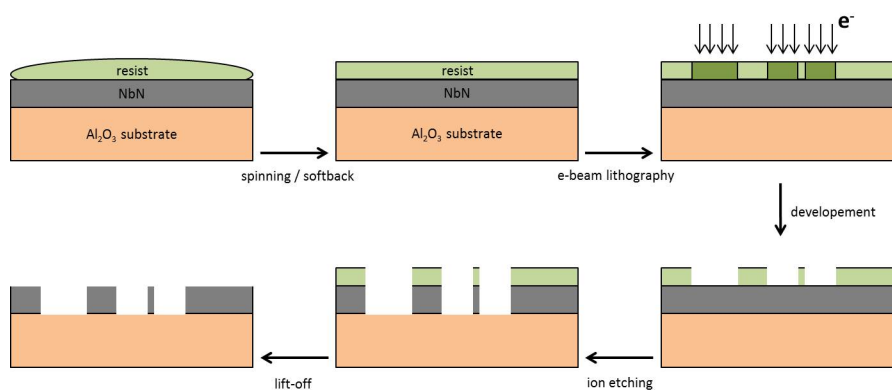 resist
NbN
Al₂O₃ substrate
spinning / softback
resist
NbN
Al₂O₃ substrate
e-beam lithography
e⁻
developement
ion etching
lift-off